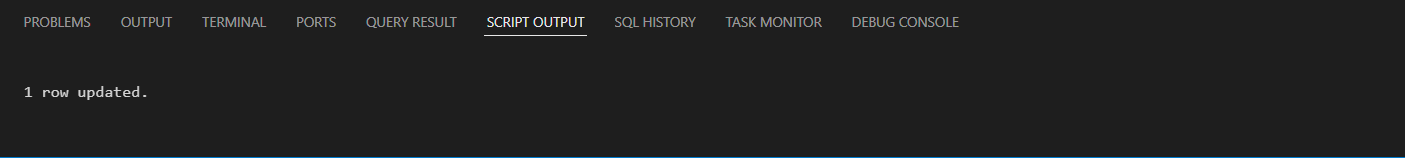 PROBLEMS OUTPUT TERMINAL PORTS QUERY RESULT SCRIPT OUTPUT SQL HISTORY TASK MONITOR DEBUG CONSOLE
1 row updated.